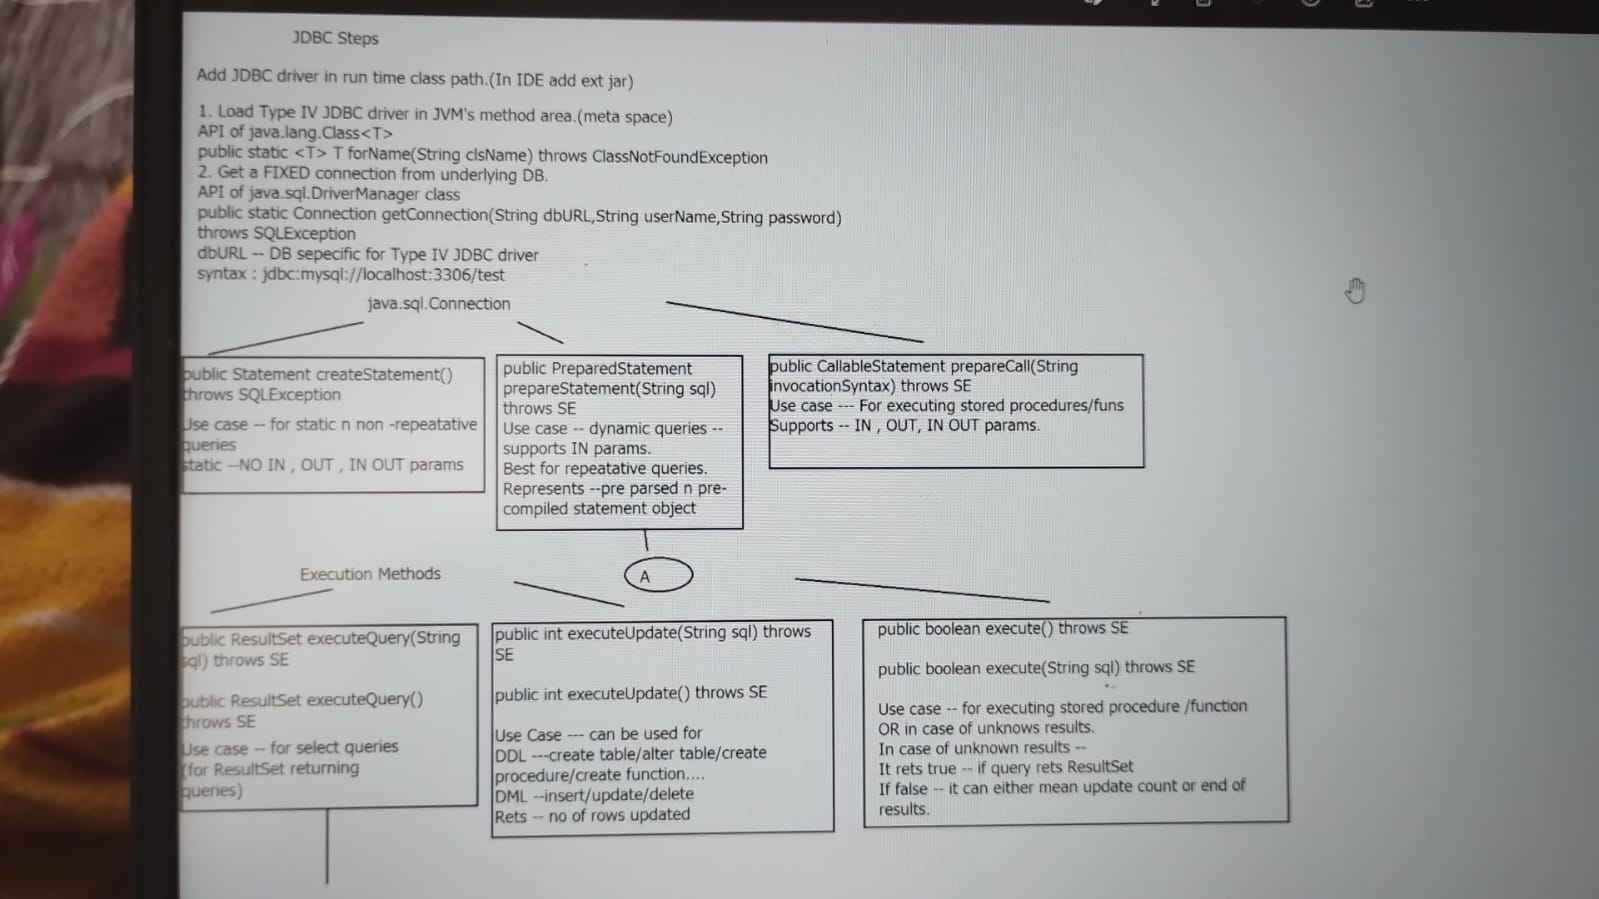 JDBC Steps
Add JDBC driver in run time class path.(In IDE add ext jar)
1. Load Type IV JDBC driver in JVM's method area.(meta space)
API of java.lang.Class<T>
public static <T> T forName(String clsName) throws ClassNotFoundException
2. Get a FIXED connection from underlying DB.
API of java.sql.DriverManager class
public static Connection getConnection(String dbURL,String userName,String password)
throws SQLException
dbURL -- DB sepecific for Type IV JDBC driver
syntax : jdbc:mysql://localhost:3306/test
java.sql.Connection
public Statement createStatement()
throws SQLException
Use case -- for static n non -repeatative
queries
static --NO IN , OUT , IN OUT params
public PreparedStatement
prepareStatement(String sql)
throws SE
Use case -- dynamic queries --
supports IN params.
Best for repeatative queries.
Represents --pre parsed n pre-
compiled statement object
public CallableStatement prepareCall(String
invocationSyntax) throws SE
Use case --- For executing stored procedures/funs
Supports -- IN , OUT, IN OUT params.
A
Execution Methods
public ResultSet executeQuery(String
sql) throws SE
public ResultSet executeQuery()
throws SE
Use case -- for select queries
(for ResultSet returning
queries)
public int executeUpdate(String sql) throws
SE
public int executeUpdate() throws SE
Use Case --- can be used for
DDL ---create table/alter table/create
procedure/create function....
DML --insert/update/delete
Rets -- no of rows updated
public boolean execute() throws SE
public boolean execute(String sql) throws SE
Use case -- for executing stored procedure /function
OR in case of unknows results.
In case of unknown results --
It rets true -- if query rets ResultSet
If false -- it can either mean update count or end of
results.